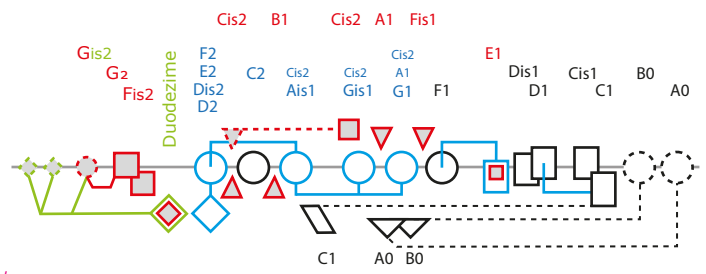 Cis2 B1 Cis2 A1 Fis1
Gis2
G2
Fis2
Duodezime
F2
E2
Dis2
D2
C2
Cis2
Ais1
Cis2
Gis1
Cis2
A1
G1
F1
E1
Dis1
D1
Cis1
C1
B0
A0
C1 A0 B0